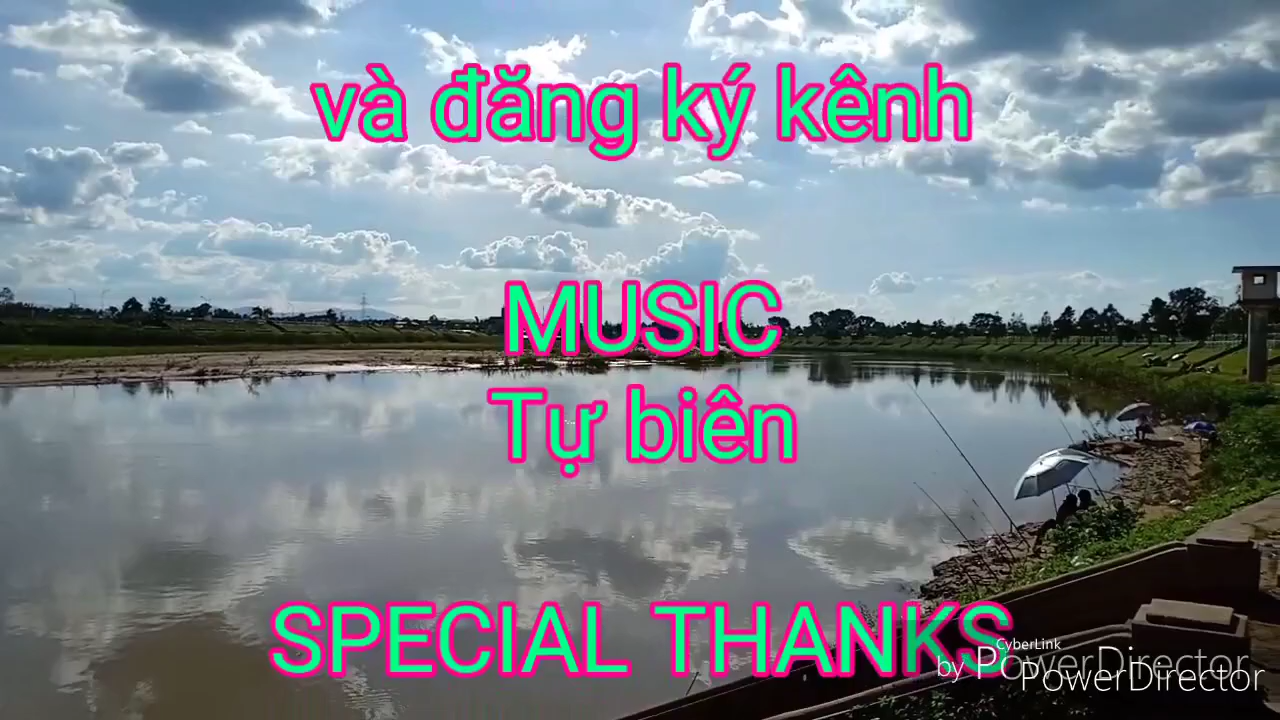 và đăng ký kênh
MUSIC
Tự biên
SPECIAL THANKS
CyberLink
by PowerDirector
PowerDirector